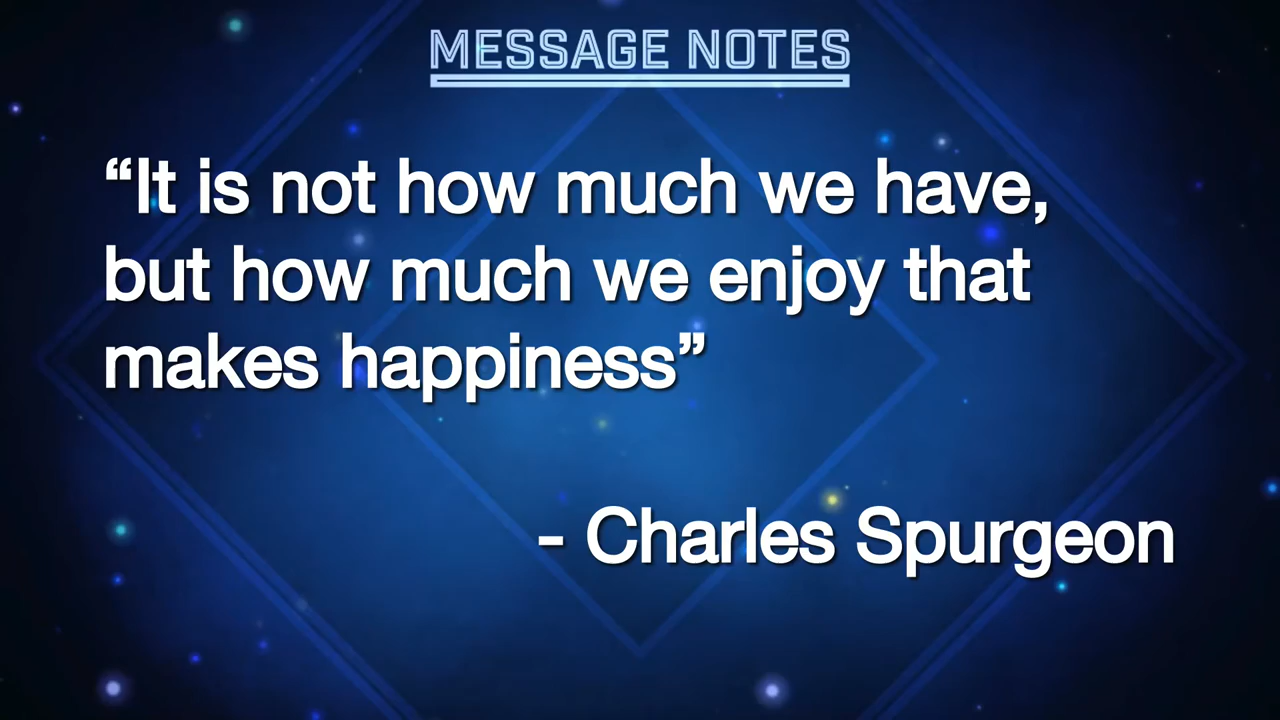 MESSAGE NOTES
“It is not how much we have,
but how much we enjoy that
makes happiness”
- Charles Spurgeon